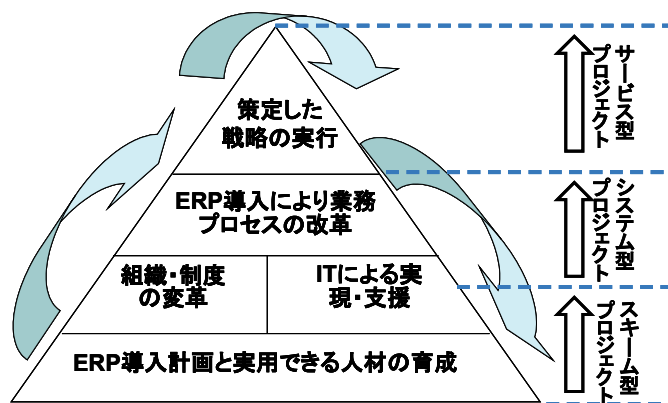 策定した
戦略の実行
ERP導入により業務
プロセスの改革
組織・制度
の変革
ITによる実
現・支援
ERP導入計画と実用できる人材の育成
サービス型
プロジェクト
システム型
プロジェクト
スキーム型
プロジェクト